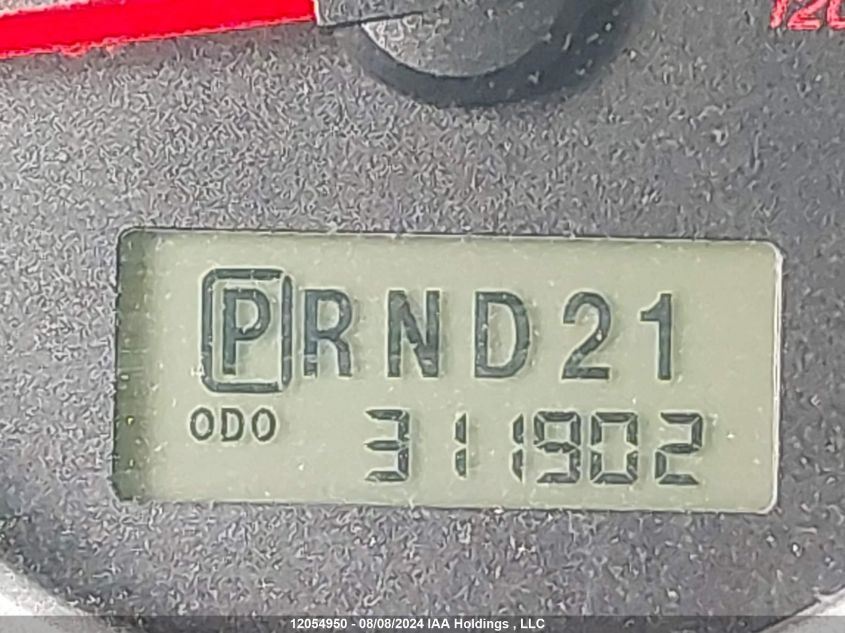 PRND21
ODO 311902
12054950 - 08/08/2024 IAA Holdings , LLC